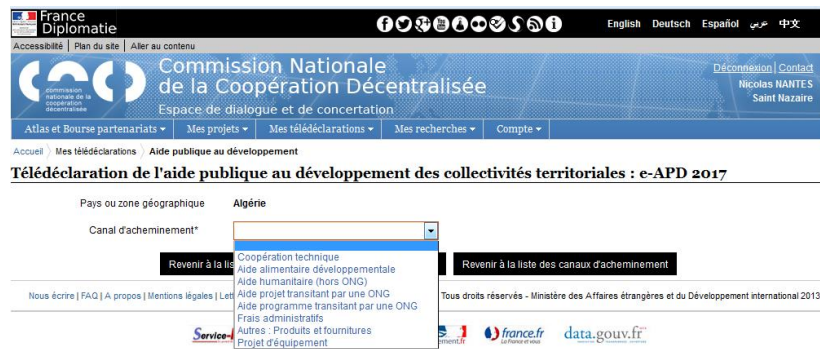 France
Diplomatie
English Deutsch Español عربي 中文
Accessibilité | Plan du site | Aller au contenu
Commission Nationale
de la Coopération Décentralisée
Espace de dialogue et de concertation
commission
nationale de la
coopération
décentralisée
Déconnexion | Contact
Nicolas NANTES
Saint Nazaire
Atlas et Bourse partenariats Mes projets Mes télédéclarations Mes recherches Compte
Accueil Mes télédéclarations Aide publique au développement
Télédéclaration de l'aide publique au développement des collectivités territoriales : e-APD 2017
Pays ou zone géographique Algérie
Canal d'acheminement*
Coopération technique
Aide alimentaire développementale
Aide humanitaire (hors ONG)
Aide projet transitant par une ONG
Aide programme transitant par une ONG
Frais administratifs
Autres : Produits et fournitures
Projet d'équipement
Revenir à la lis
Revenir à la liste des canaux d'acheminement
Nous écrire | FAQ | A propos | Mentions légales | Lett
Tous droits réservés - Ministère des Affaires étrangères et du Développement international 2013
Service-
ement.fr
france.fr
La France et vous
data.gouv.fr